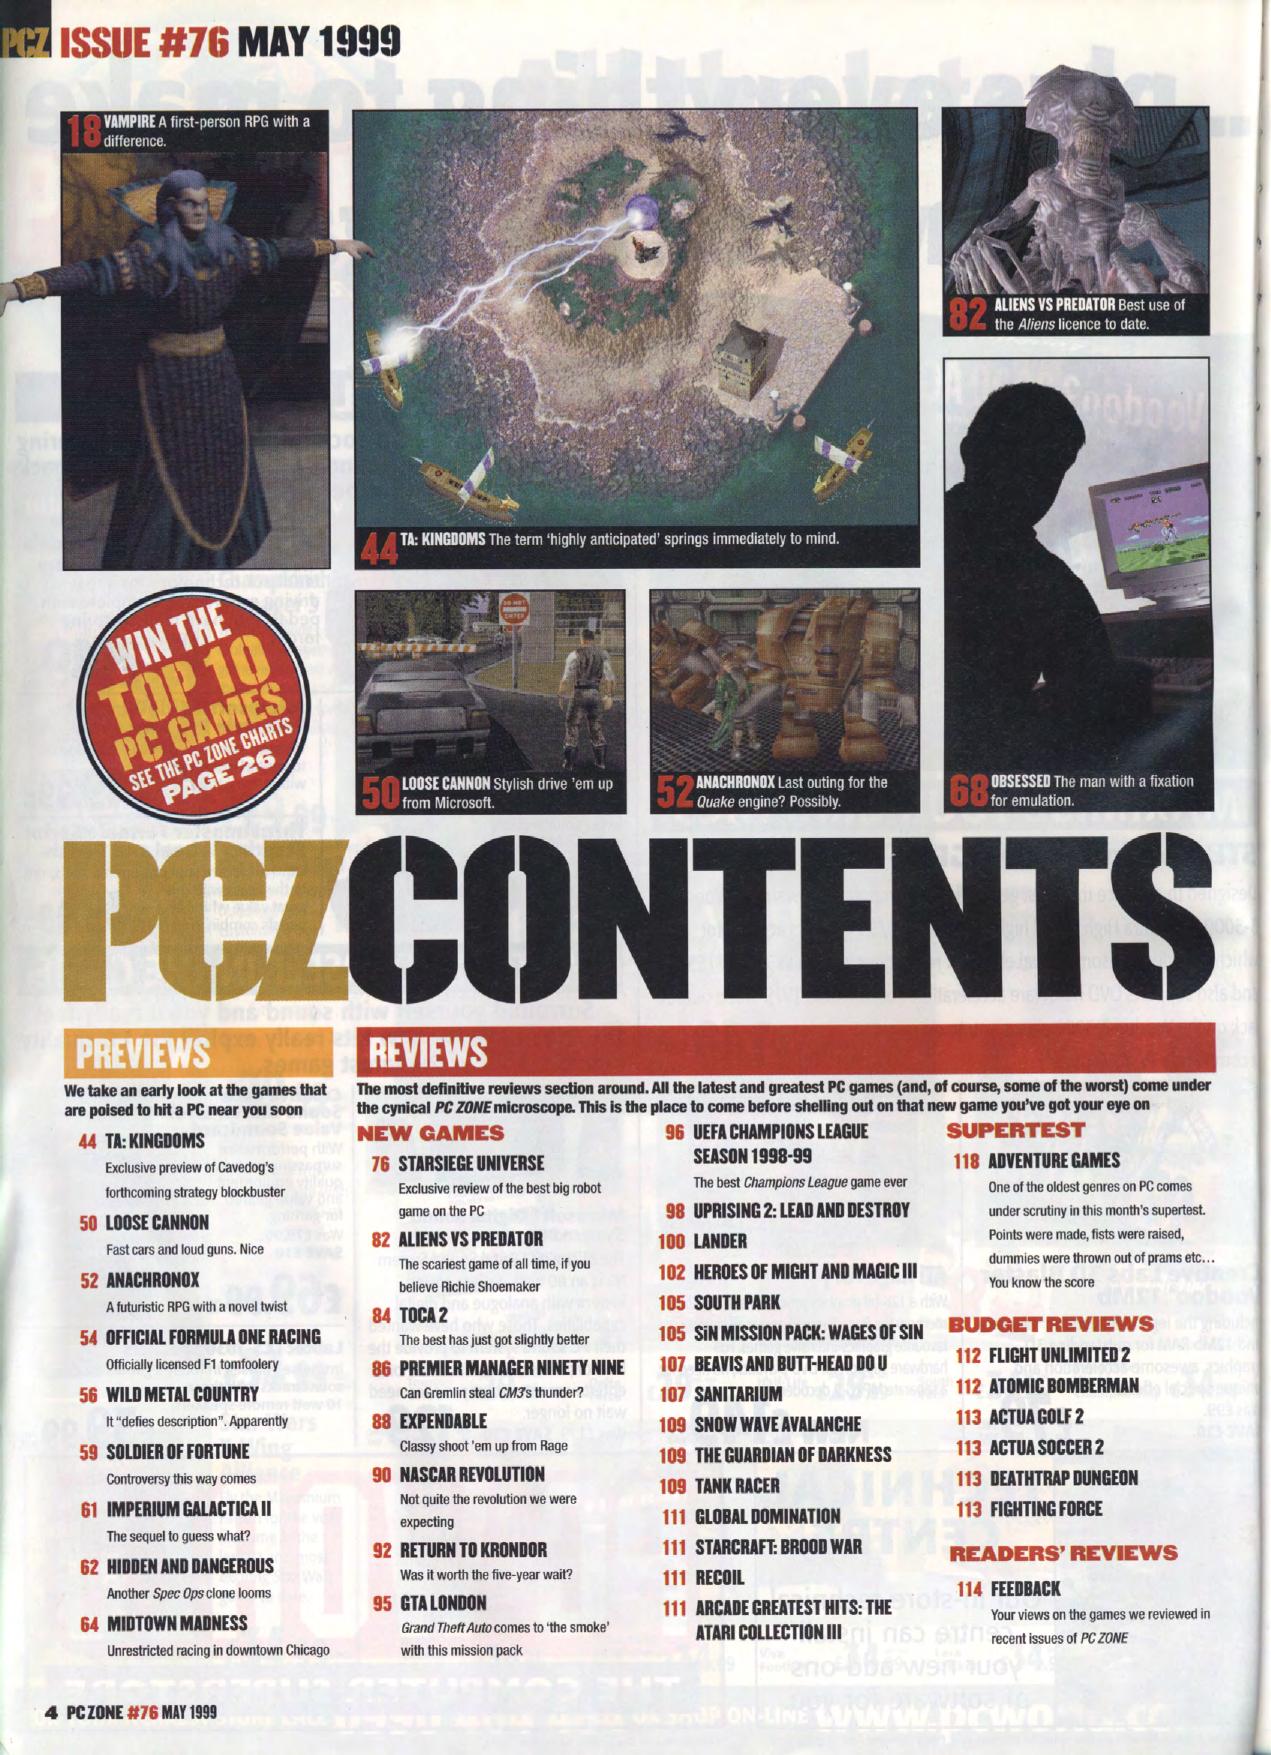 PCZ ISSUE #76 MAY 1999
18 VAMPIRE A first-person RPG with a
difference.
44 TA: KINGDOMS The term 'highly anticipated' springs immediately to mind.
82 ALIENS VS PREDATOR Best use of
the Aliens licence to date.
WIN THE
TOP 10
PC GAMES
SEE THE PC ZONE CHARTS
PAGE 26
DO NOT
ENTER
50 LOOSE CANNON Stylish drive 'em up
from Microsoft.
52 ANACHRONOX Last outing for the
Quake engine? Possibly.
68 OBSESSED The man with a fixation
for emulation.
PCZCONTENTS
PREVIEWS
We take an early look at the games that
are poised to hit a PC near you soon
44 TA: KINGDOMS
Exclusive preview of Cavedog's
forthcoming strategy blockbuster
50 LOOSE CANNON
Fast cars and loud guns. Nice
52 ANACHRONOX
A futuristic RPG with a novel twist
54 OFFICIAL FORMULA ONE RACING
Officially licensed F1 tomfoolery
56 WILD METAL COUNTRY
It "defies description". Apparently
59 SOLDIER OF FORTUNE
Controversy this way comes
61 IMPERIUM GALACTICA II
The sequel to guess what?
62 HIDDEN AND DANGEROUS
Another Spec Ops clone looms
64 MIDTOWN MADNESS
Unrestricted racing in downtown Chicago
REVIEWS
The most definitive reviews section around. All the latest and greatest PC games (and, of course, some of the worst) come under
the cynical PC ZONE microscope. This is the place to come before shelling out on that new game you've got your eye on
NEW GAMES
76 STARSIEGE UNIVERSE
Exclusive review of the best big robot
game on the PC
82 ALIENS VS PREDATOR
The scariest game of all time, if you
believe Richie Shoemaker
84 TOCA 2
The best has just got slightly better
86 PREMIER MANAGER NINETY NINE
Can Gremlin steal CM3's thunder?
88 EXPENDABLE
Classy shoot 'em up from Rage
90 NASCAR REVOLUTION
Not quite the revolution we were
expecting
92 RETURN TO KRONDOR
Was it worth the five-year wait?
95 GTA LONDON
Grand Theft Auto comes to 'the smoke'
with this mission pack
96 UEFA CHAMPIONS LEAGUE
SEASON 1998-99
The best Champions League game ever
98 UPRISING 2: LEAD AND DESTROY
100 LANDER
102 HEROES OF MIGHT AND MAGIC III
105 SOUTH PARK
105 SiN MISSION PACK: WAGES OF SIN
107 BEAVIS AND BUTT-HEAD DO U
107 SANITARIUM
109 SNOW WAVE AVALANCHE
109 THE GUARDIAN OF DARKNESS
109 TANK RACER
111 GLOBAL DOMINATION
111 STARCRAFT: BROOD WAR
111 RECOIL
111 ARCADE GREATEST HITS: THE
ATARI COLLECTION III
SUPERTEST
118 ADVENTURE GAMES
One of the oldest genres on PC comes
under scrutiny in this month's supertest.
Points were made, fists were raised,
dummies were thrown out of prams etc...
You know the score
BUDGET REVIEWS
112 FLIGHT UNLIMITED 2
112 ATOMIC BOMBERMAN
113 ACTUA GOLF 2
113 ACTUA SOCCER 2
113 DEATHTRAP DUNGEON
113 FIGHTING FORCE
READERS' REVIEWS
114 FEEDBACK
Your views on the games we reviewed in
recent issues of PC ZONE
4 PC ZONE #76 MAY 1999